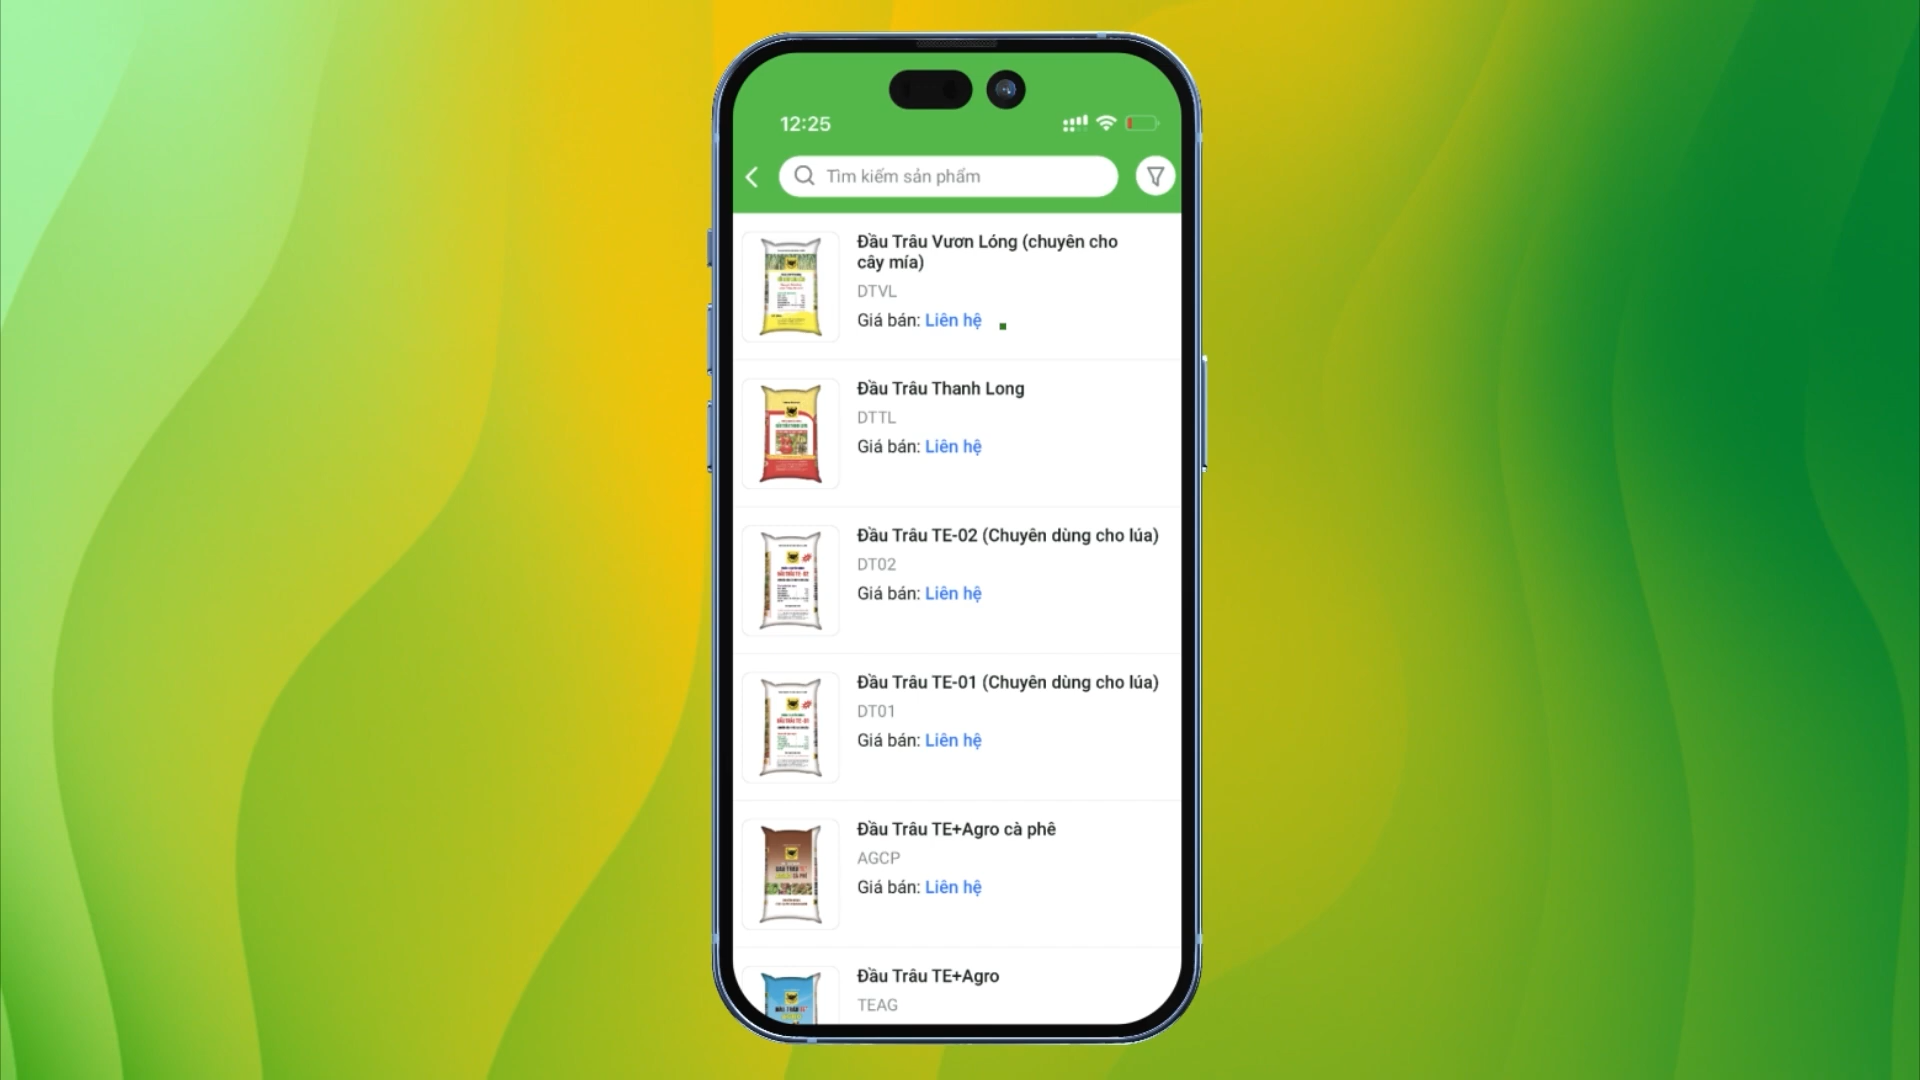 12:25
Tìm kiếm sản phẩm
Đầu Trâu Vươn Lóng (chuyên cho
cây mía)
DTVL
Giá bán: Liên hệ
Đầu Trâu Thanh Long
DTTL
Giá bán: Liên hệ
Đầu Trâu TE-02 (Chuyên dùng cho lúa)
DT02
Giá bán: Liên hệ
Đầu Trâu TE-01 (Chuyên dùng cho lúa)
DT01
Giá bán: Liên hệ
Đầu Trâu TE+Agro cà phê
AGCP
Giá bán: Liên hệ
Đầu Trâu TE+Agro
TEAG